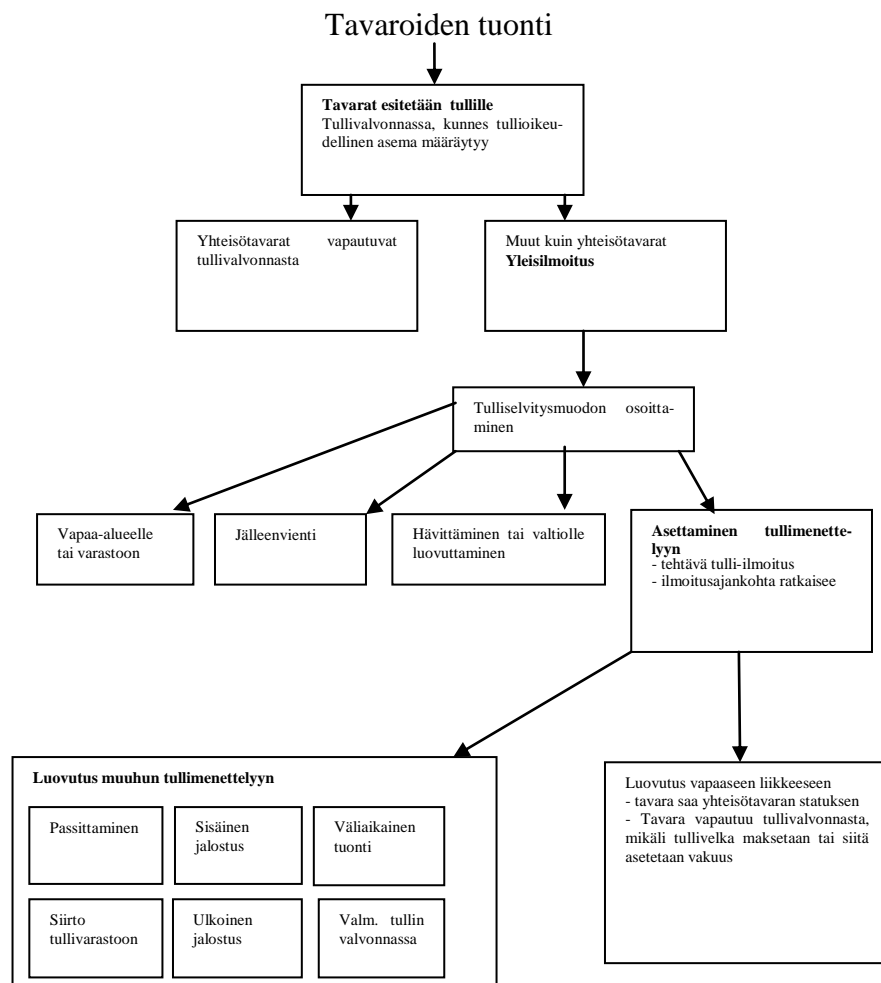 Tavaroiden tuonti
Tavarat esitetään tullille
Tullivalvonnassa, kunnes tullioikeu-
dellinen asema määräytyy
Yhteisötavarat vapautuvat
tullivalvonnasta
Muut kuin yhteisötavarat
Yleisilmoitus
Tulliselvitysmuodon osoitta-
minen
Vapaa-alueelle
tai varastoon
Jälleenvienti
Hävittäminen tai valtiolle
luovuttaminen
Asettaminen tullimenette-
lyyn
- tehtävä tulli-ilmoitus
- ilmoitusajankohta ratkaisee
Luovutus muuhun tullimenettelyyn
Passittaminen
Sisäinen
jalostus
Väliaikainen
tuonti
Siirto
tullivarastoon
Ulkoinen
jalostus
Valm. tullin
valvonnassa
Luovutus vapaaseen liikkeeseen
- tavara saa yhteisötavaran statuksen
- Tavara vapautuu tullivalvonnasta,
mikäli tullivelka maksetaan tai siitä
asetetaan vakuus